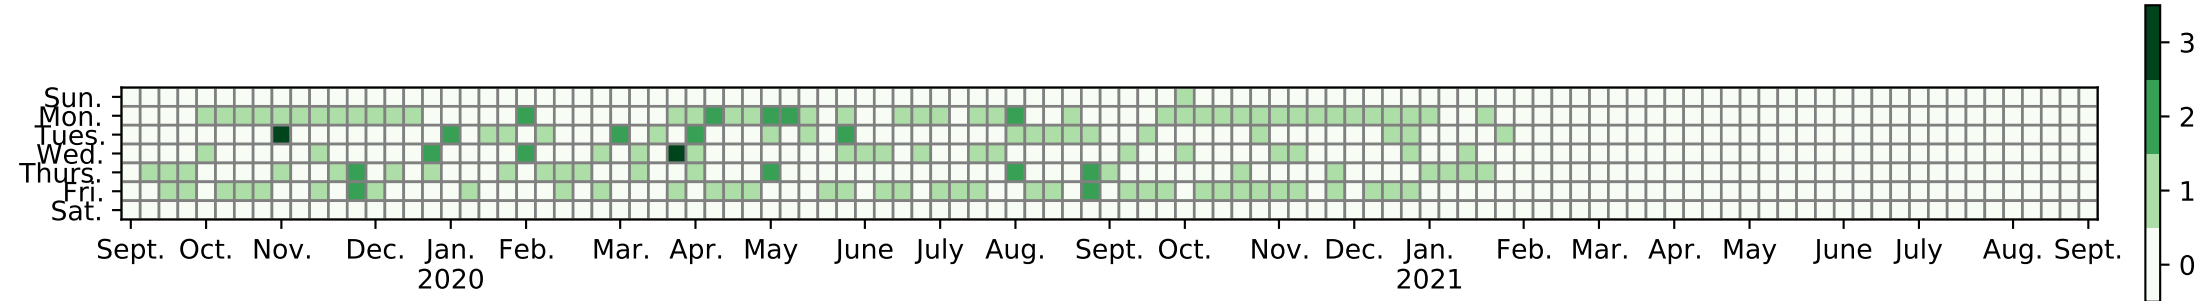 Sun.
Mon.
Tues.
Wed.
Thurs.
Fri.
Sat.
Sept. Oct. Nov. Dec. Jan. Feb. Mar. Apr. May June July Aug. Sept. Oct. Nov. Dec. Jan. Feb. Mar. Apr. May June July Aug. Sept.
2020 2021
3
2
1
0